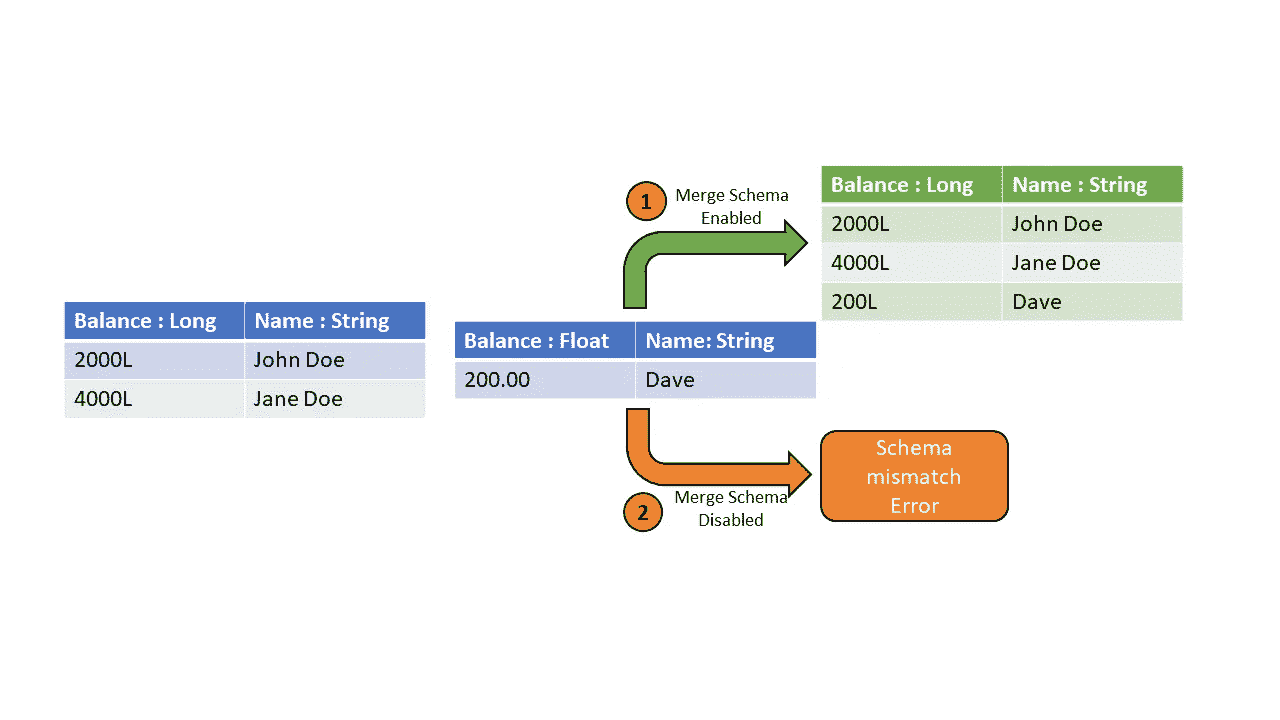 Balance : Long Name : String
2000L John Doe
4000L Jane Doe
Balance : Float Name: String
200.00 Dave
1 Merge Schema
Enabled
Balance : Long Name : String
2000L John Doe
4000L Jane Doe
200L Dave
2 Merge Schema
Disabled
Schema
mismatch
Error